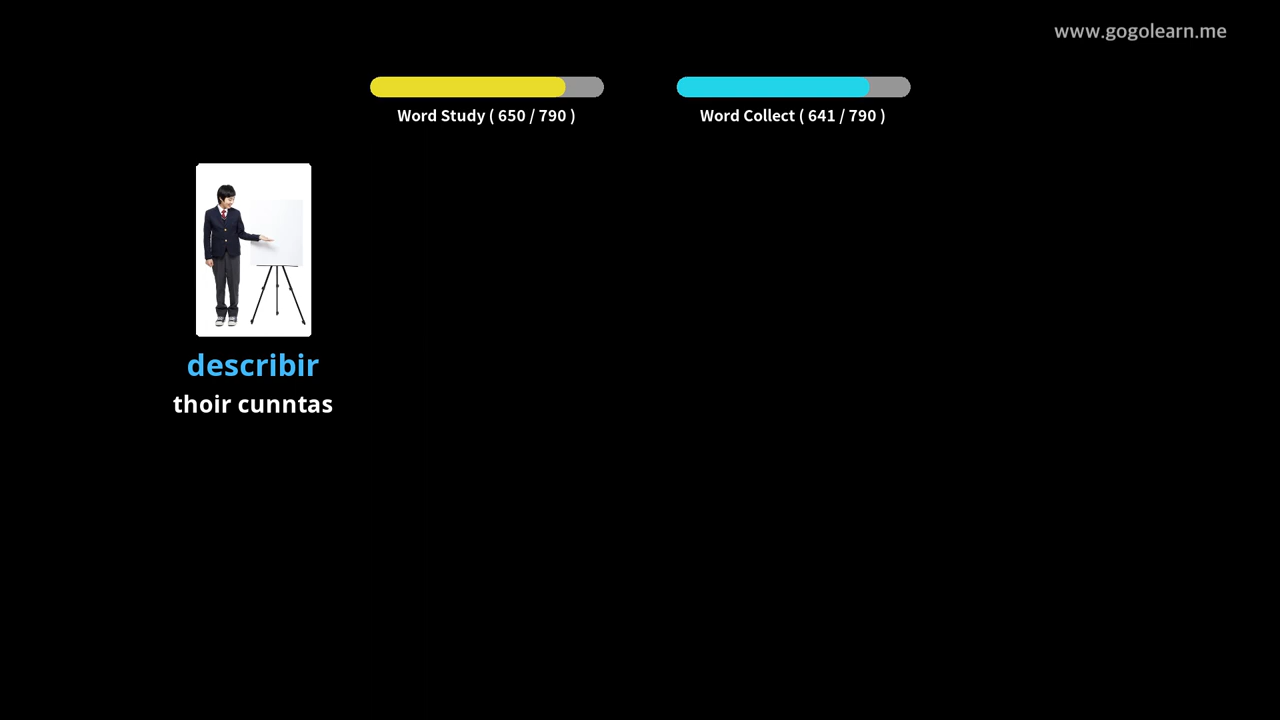 www.gogolearn.me
Word Study ( 650 / 790 )
Word Collect ( 641 / 790 )
describir
thoir cunntas